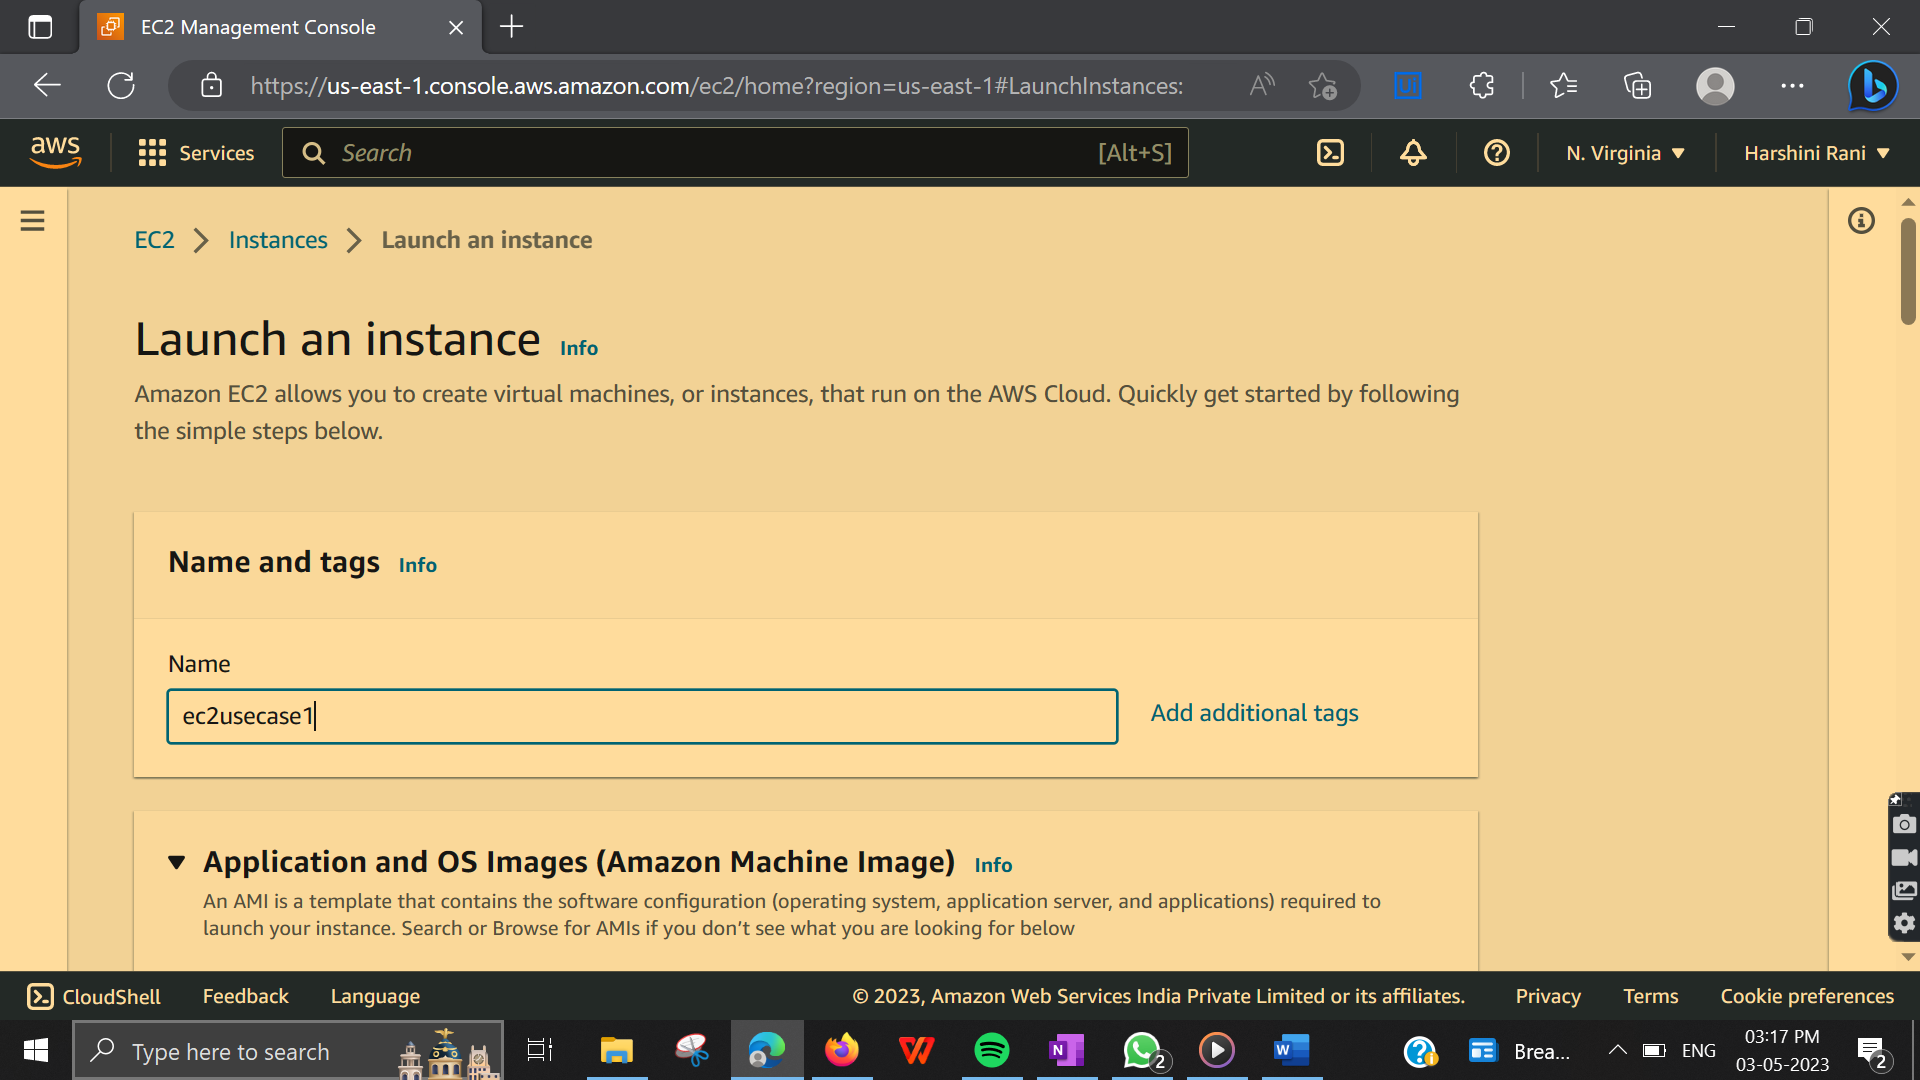 EC2 Management Console
https://us-east-1.console.aws.amazon.com/ec2/home?region=us-east-1#LaunchInstances:
aws
Services
Search
[Alt+S]
N. Virginia
Harshini Rani
EC2 > Instances > Launch an instance
Launch an instance Info
Amazon EC2 allows you to create virtual machines, or instances, that run on the AWS Cloud. Quickly get started by following
the simple steps below.
Name and tags Info
Name
ec2usecase1
Add additional tags
Application and OS Images (Amazon Machine Image) Info
An AMI is a template that contains the software configuration (operating system, application server, and applications) required to
launch your instance. Search or Browse for AMIs if you don’t see what you are looking for below
CloudShell
Feedback
Language
© 2023, Amazon Web Services India Private Limited or its affiliates.
Privacy
Terms
Cookie preferences
Type here to search
2
Brea...
ENG
03:17 PM
03-05-2023
2